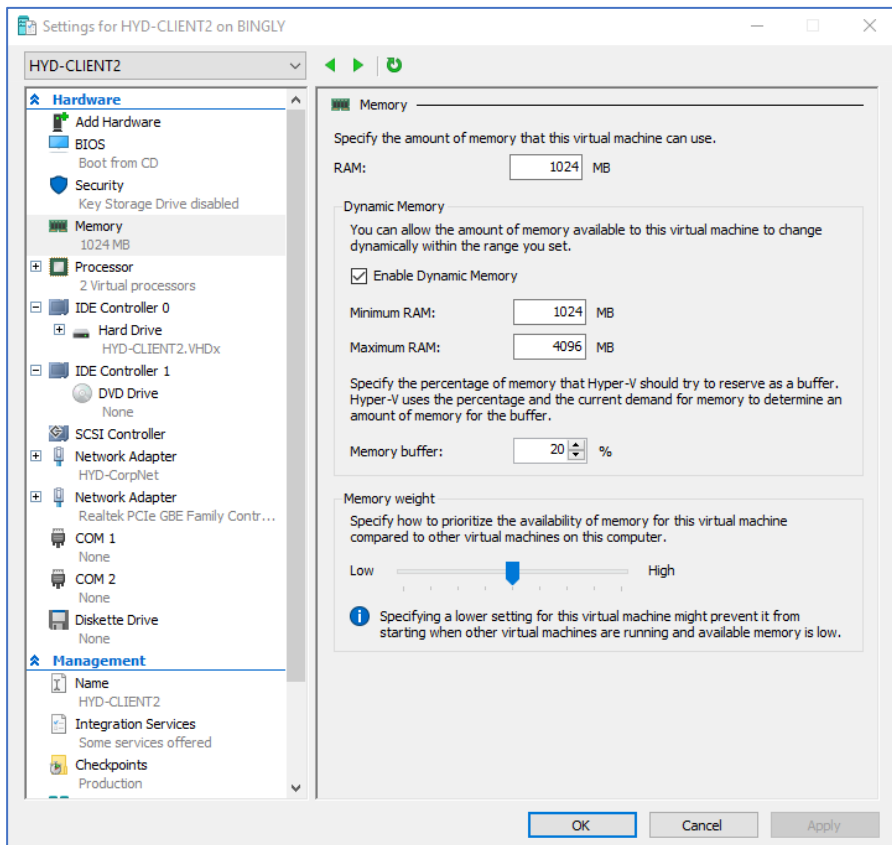 Settings for HYD-CLIENT2 on BINGLY
HYD-CLIENT2
Hardware
Add Hardware
BIOS
Boot from CD
Security
Key Storage Drive disabled
Memory
1024 MB
Processor
2 Virtual processors
IDE Controller 0
Hard Drive
HYD-CLIENT2.VHDx
IDE Controller 1
DVD Drive
None
SCSI Controller
Network Adapter
HYD-CorpNet
Network Adapter
Realtek PCIe GBE Family Contr...
COM 1
None
COM 2
None
Diskette Drive
None
Management
Name
HYD-CLIENT2
Integration Services
Some services offered
Checkpoints
Production
Memory
Specify the amount of memory that this virtual machine can use.
RAM: 1024 MB
Dynamic Memory
You can allow the amount of memory available to this virtual machine to change
dynamically within the range you set.
Enable Dynamic Memory
Minimum RAM: 1024 MB
Maximum RAM: 4096 MB
Specify the percentage of memory that Hyper-V should try to reserve as a buffer.
Hyper-V uses the percentage and the current demand for memory to determine an
amount of memory for the buffer.
Memory buffer: 20 %
Memory weight
Specify how to prioritize the availability of memory for this virtual machine
compared to other virtual machines on this computer.
Low High
Specifying a lower setting for this virtual machine might prevent it from
starting when other virtual machines are running and available memory is low.
OK Cancel Apply